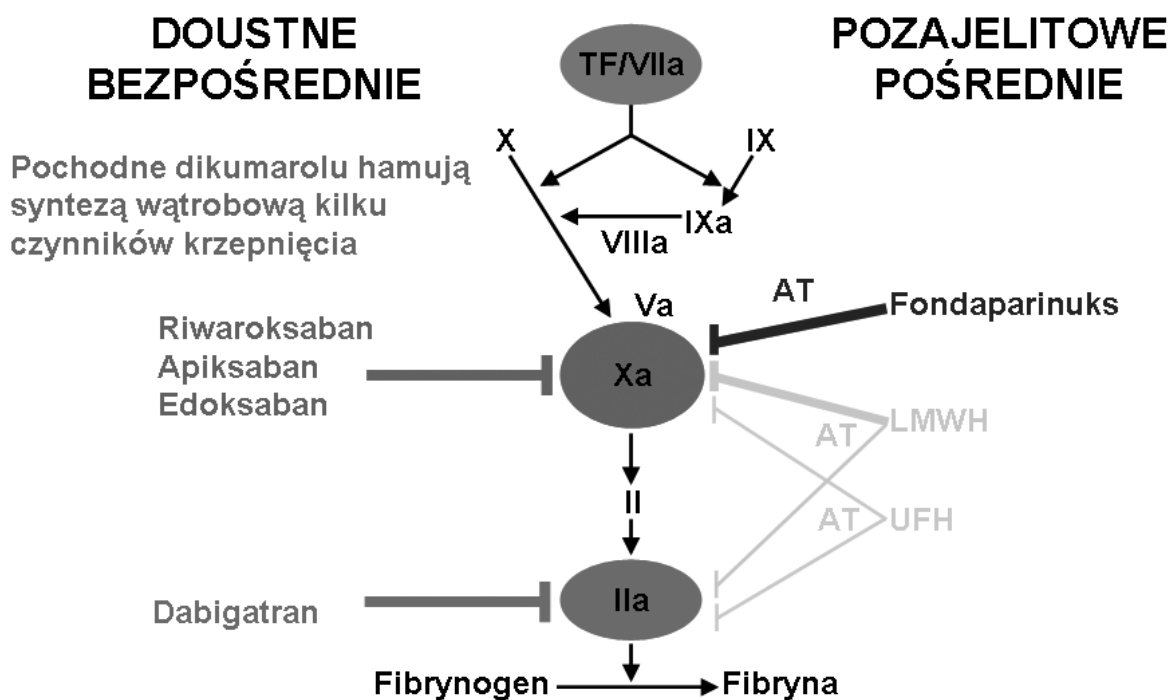 DOUSTNE
BEZPOŚREDNIE
POZAJELITOWE
POŚREDNIE
TF/VIIa
X
IX
Pochodne dikumarolu hamują
syntezą wątrobową kilku
czynników krzepnięcia
IXa
VIIIa
Va
AT
Fondaparinuks
Riwaroksaban
Apiksaban
Edoksaban
Xa
AT
LMWH
II
AT
UFH
Dabigatran
IIa
Fibrynogen
Fibryna